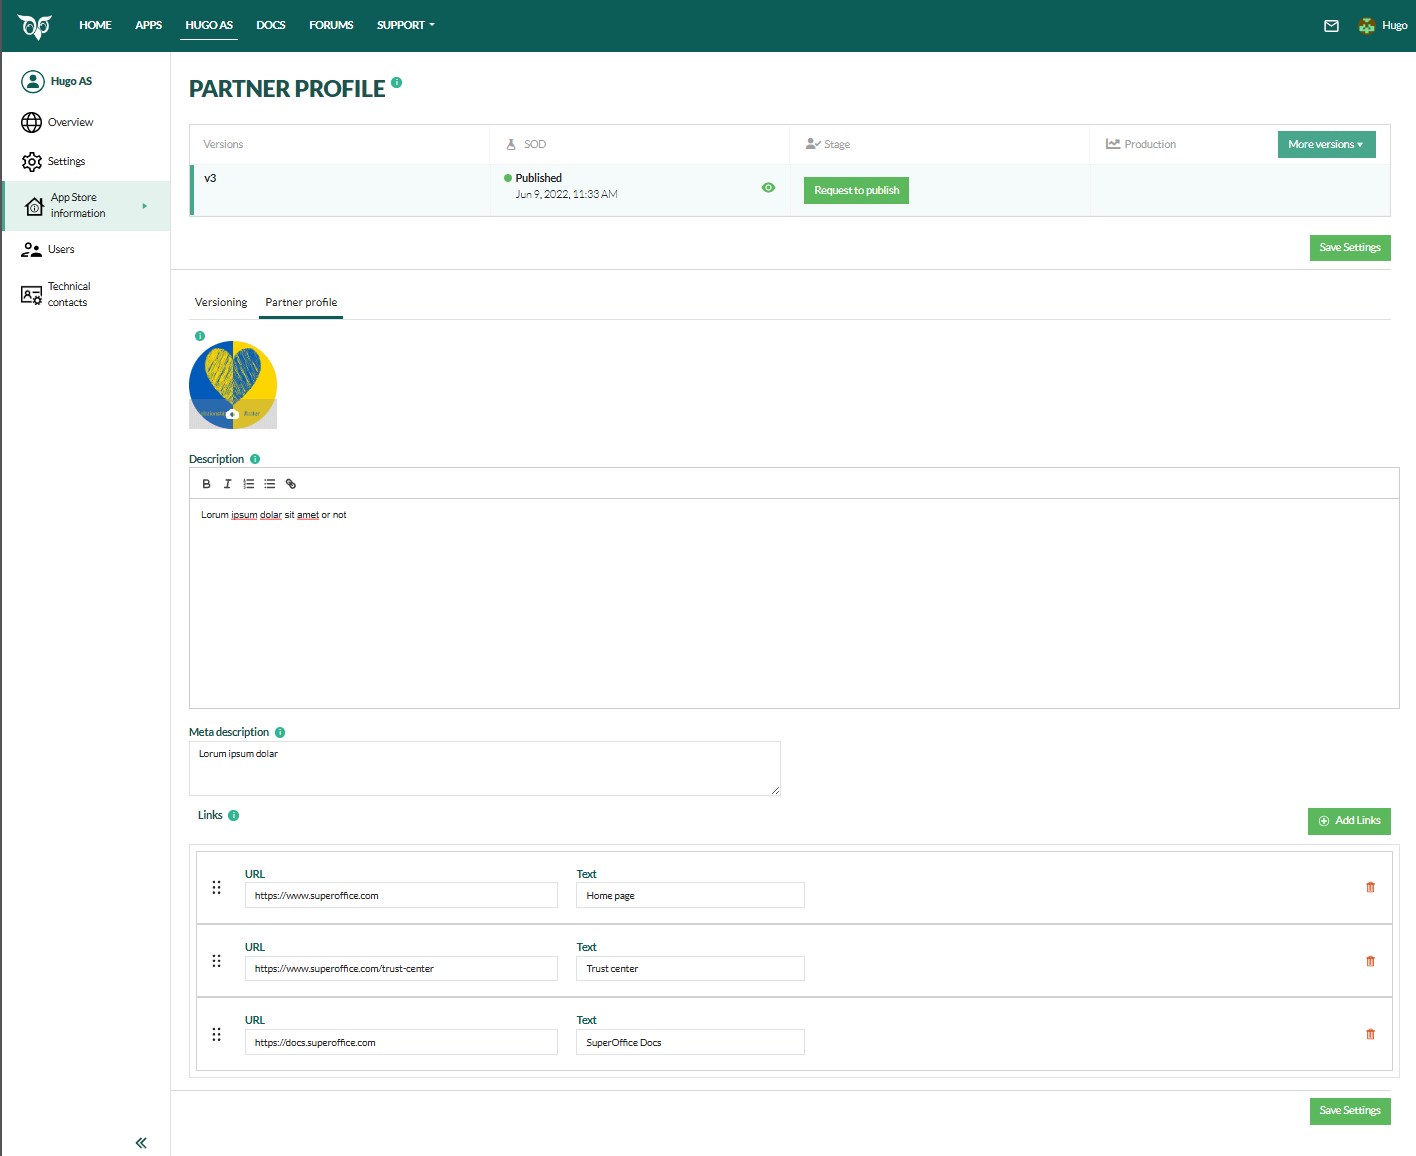 HOME APPS HUGO AS DOCS FORUMS SUPPORT Hugo
Hugo AS
Overview
Settings
App Store
information
Users
Technical
contacts
PARTNER PROFILE
Versions SOD Stage Production More versions
v3 Published Request to publish
Jun 9, 2022, 11:33 AM
Save Settings
Versioning Partner profile
Description
Lorum ipsum dolar sit amet or not
Meta description
Lorum ipsum dolar
Links Add Links
URL Text
https://www.superoffice.com Home page
URL Text
https://www.superoffice.com/trust-center Trust center
URL Text
https://docs.superoffice.com SuperOffice Docs
Save Settings